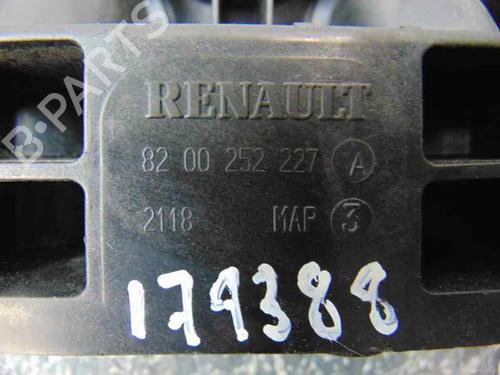 B-PARTS
RENAULT
82 00 252 227 A
2118 MAP 3
179388